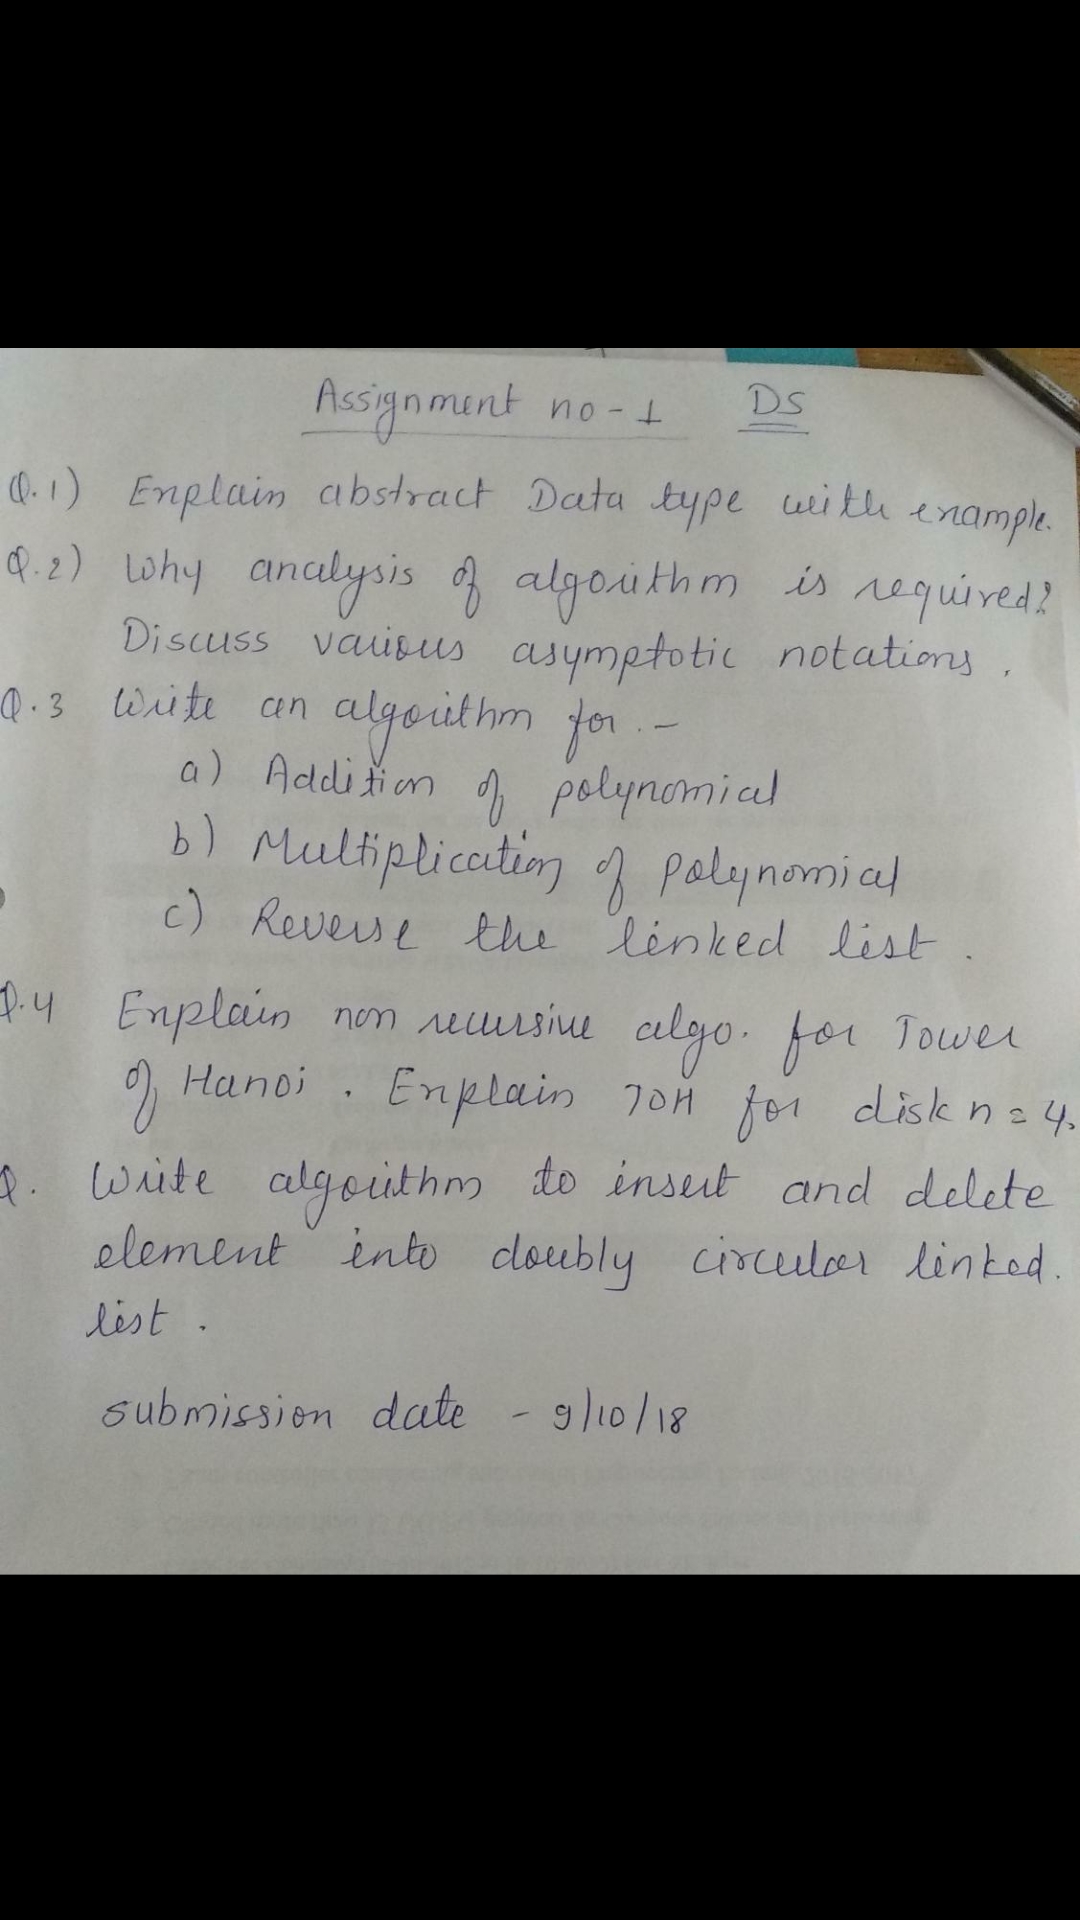 Assignment no - 1 DS
Q.1) Explain abstract Data type with example.
Q.2) Why analysis of algorithm is required?
Discuss various asymptotic notations.
Q.3 Write an algorithm for :-
a) Addition of polynomial
b) Multiplication of polynomial
c) Reverse the linked list.
Q.4 Explain non recursive algo. for Tower
of Hanoi. Explain TOH for disk n = 4.
Q. Write algorithm to insert and delete
element into doubly circular linked.
list.
submission date - 9/10/18